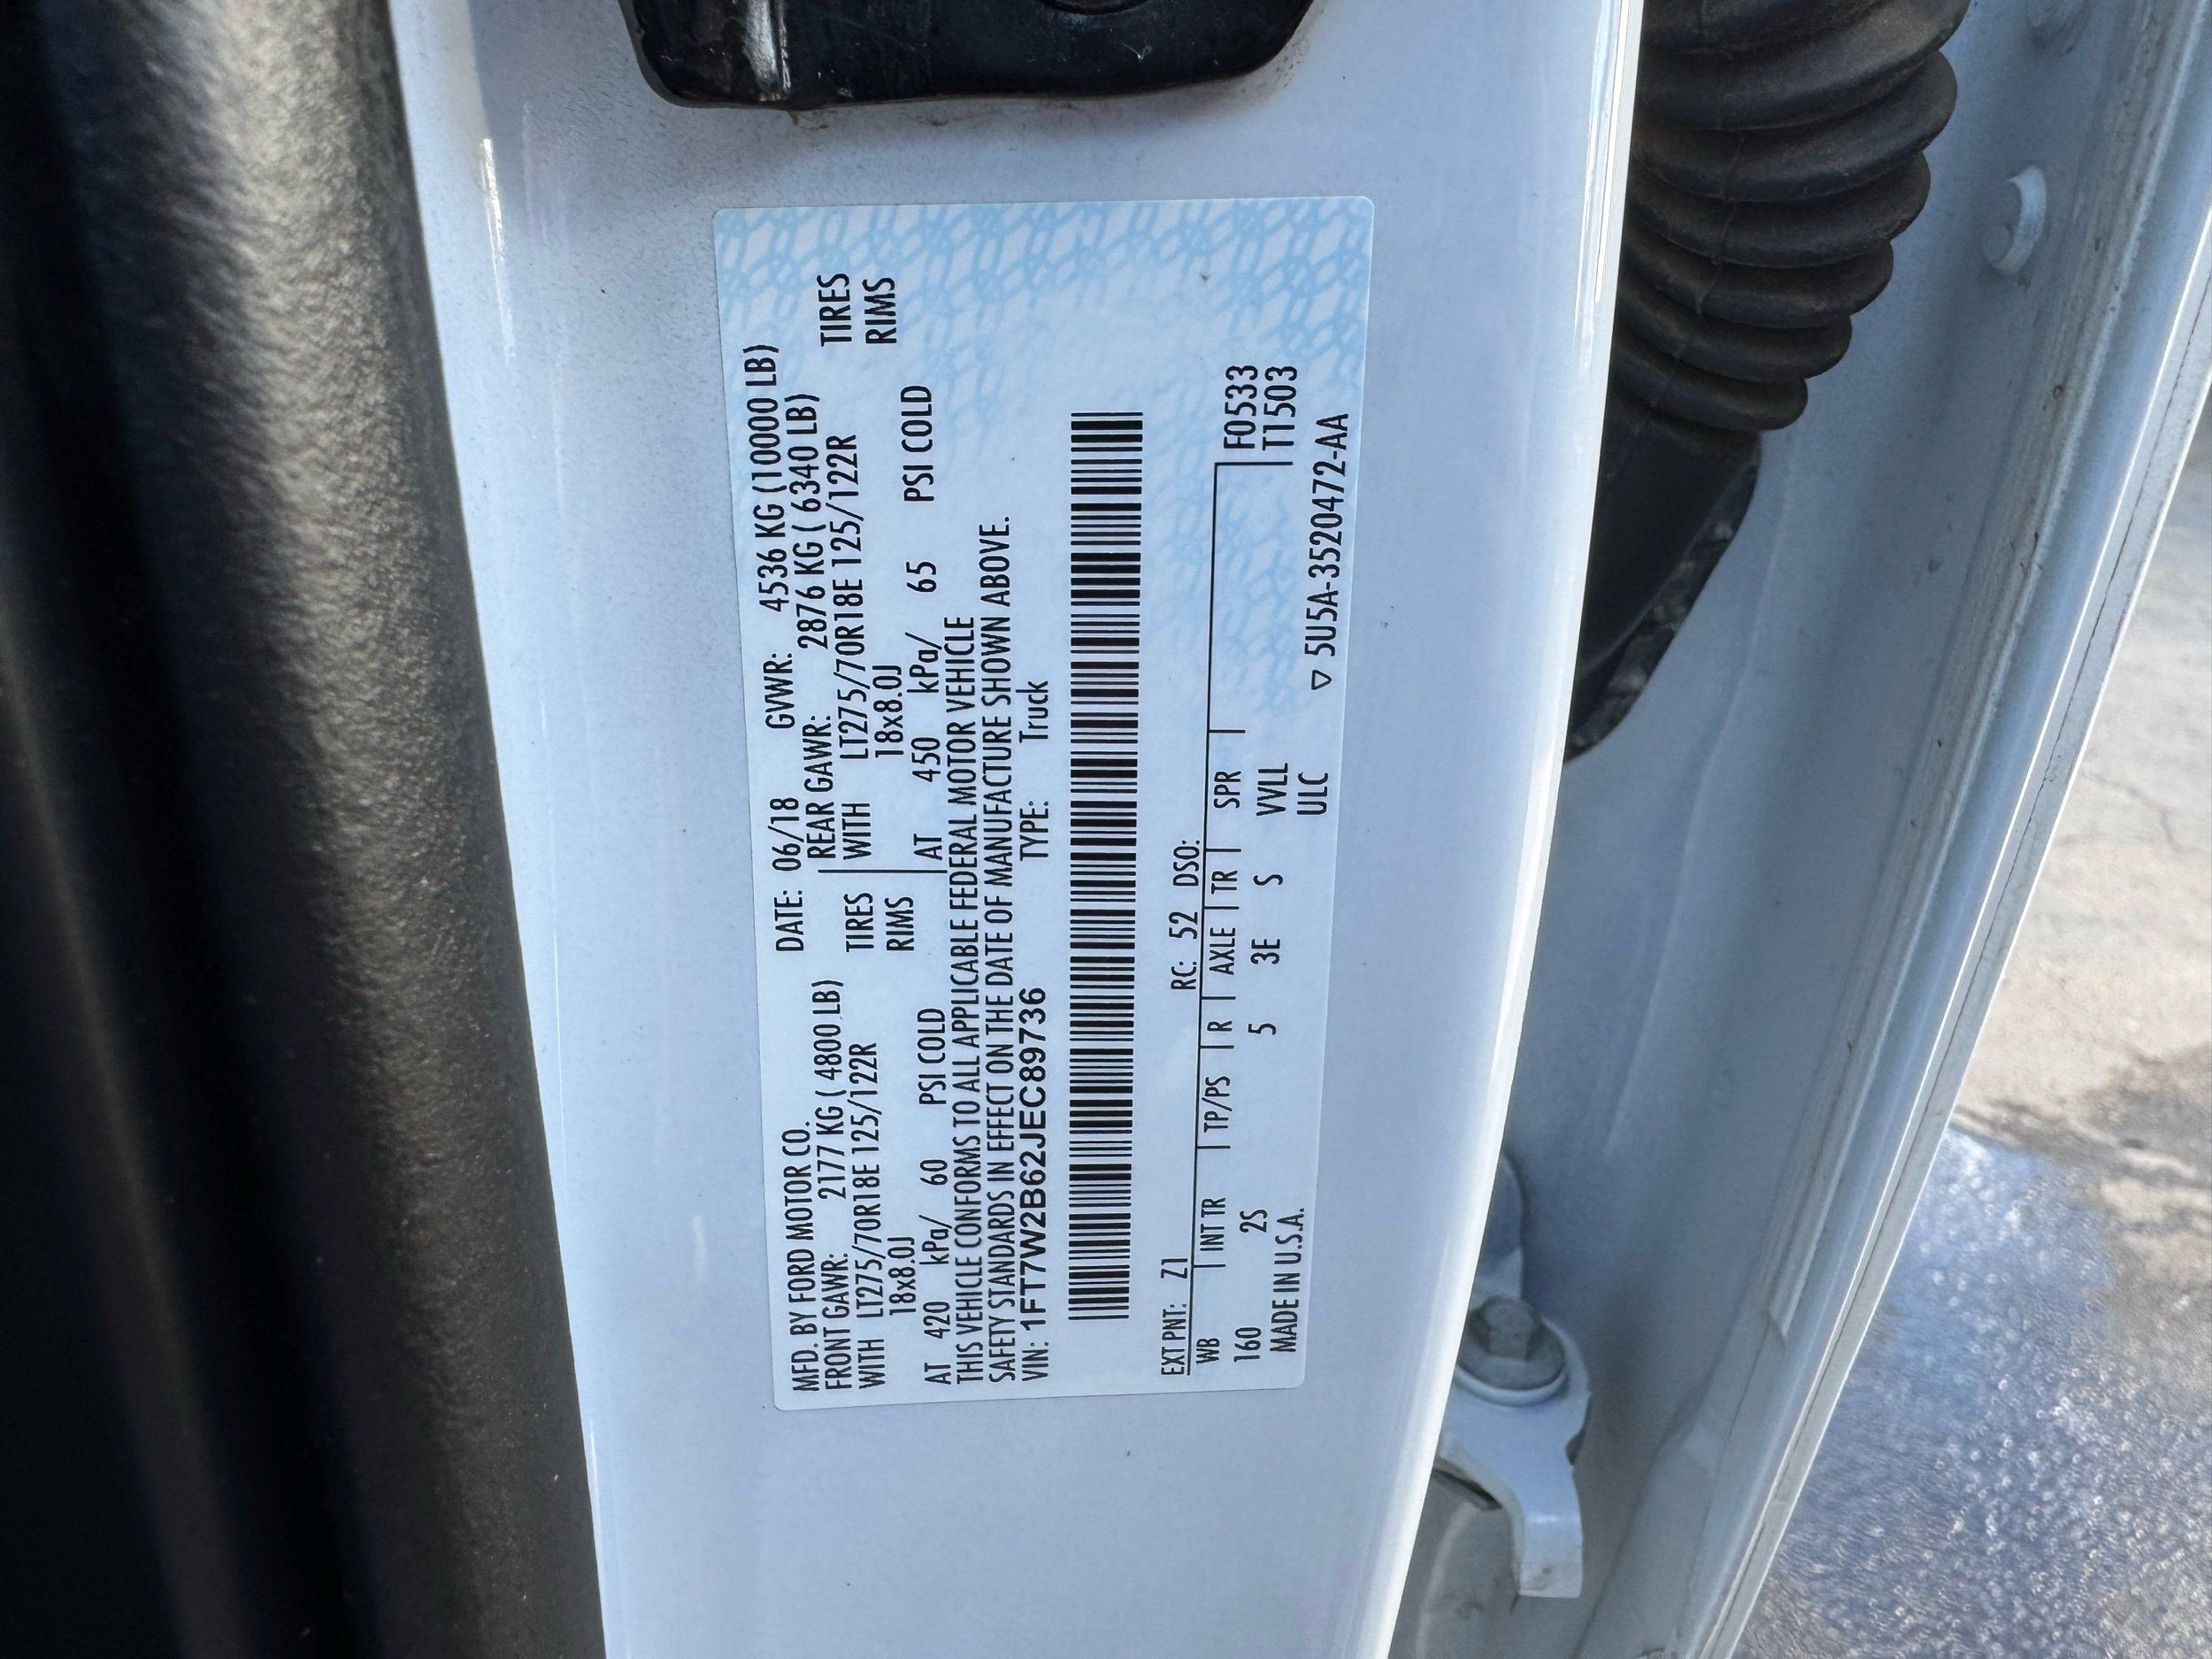 MFD. BY FORD MOTOR CO. DATE: 06/18 GVWR: 4536 KG (10000 LB)
FRONT GAWR: 2177 KG ( 4800 LB) REAR GAWR: 2876 KG ( 6340 LB)
WITH LT275/70R18E 125/122R TIRES WITH LT275/70R18E 125/122R TIRES
18x8.0J RIMS 18x8.0J RIMS
AT 420 kPa/ 60 PSI COLD AT 450 kPa/ 65 PSI COLD
THIS VEHICLE CONFORMS TO ALL APPLICABLE FEDERAL MOTOR VEHICLE
SAFETY STANDARDS IN EFFECT ON THE DATE OF MANUFACTURE SHOWN ABOVE.
VIN: 1FT7W2B62JEC89736 TYPE: Truck
EXT PNT: Z1 RC: 52 DSO:
WB INT TR TP/PS R AXLE TR SPR F0533
160 2S 5 3E S VVLL T1503
MADE IN U.S.A. ULC
▽ 5U5A-3520472-AA